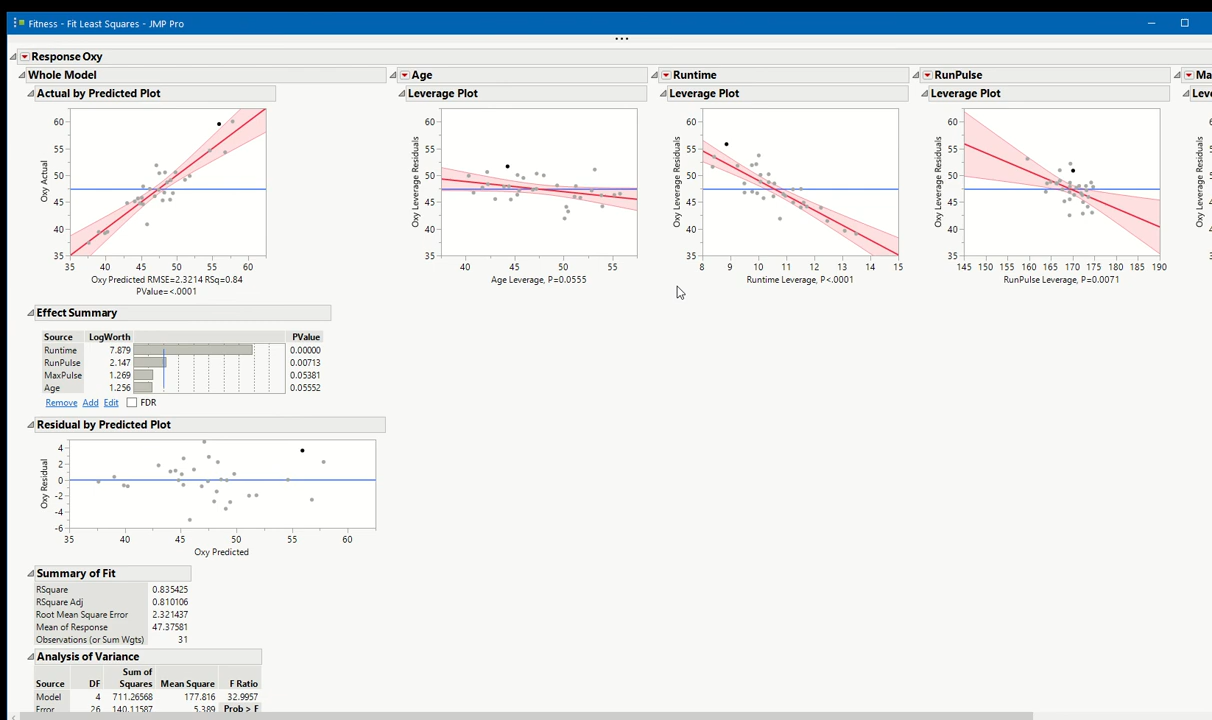 Fitness - Fit Least Squares - JMP Pro
Response Oxy
Whole Model
Actual by Predicted Plot
Oxy Actual
60
55
50
45
40
35
35 40 45 50 55 60
Oxy Predicted RMSE=2.3214 RSq=0.84
PValue=<.0001
Age
Leverage Plot
Oxy Leverage Residuals
60
55
50
45
40
35
40 45 50 55
Age Leverage, P=0.0555
Runtime
Leverage Plot
Oxy Leverage Residuals
60
55
50
45
40
35
8 9 10 11 12 13 14 15
Runtime Leverage, P<.0001
RunPulse
Leverage Plot
Oxy Leverage Residuals
60
55
50
45
40
35
145 150 155 160 165 170 175 180 185 190
RunPulse Leverage, P=0.0071
Ma
Leve
60
55
50
45
40
35
Effect Summary
Source LogWorth PValue
Runtime 7.879 0.00000
RunPulse 2.147 0.00713
MaxPulse 1.269 0.05381
Age 1.256 0.05552
Remove Add Edit FDR
Residual by Predicted Plot
Oxy Residual
4
2
0
-2
-4
-6
35 40 45 50 55 60
Oxy Predicted
Summary of Fit
RSquare 0.835425
RSquare Adj 0.810106
Root Mean Square Error 2.321437
Mean of Response 47.37581
Observations (or Sum Wgts) 31
Analysis of Variance
Sum of
Source DF Squares Mean Square F Ratio
Model 4 711.26568 177.816 32.9957
Error 26 140.11587 5.389 Prob > F